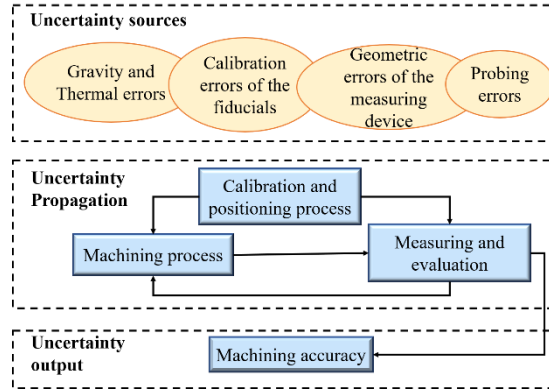 Uncertainty sources
Gravity and
Thermal errors
Calibration
errors of the
fiducials
Geometric
errors of the
measuring
device
Probing
errors
Uncertainty
Propagation
Calibration and
positioning process
Machining process
Measuring and
evaluation
Uncertainty
output
Machining accuracy